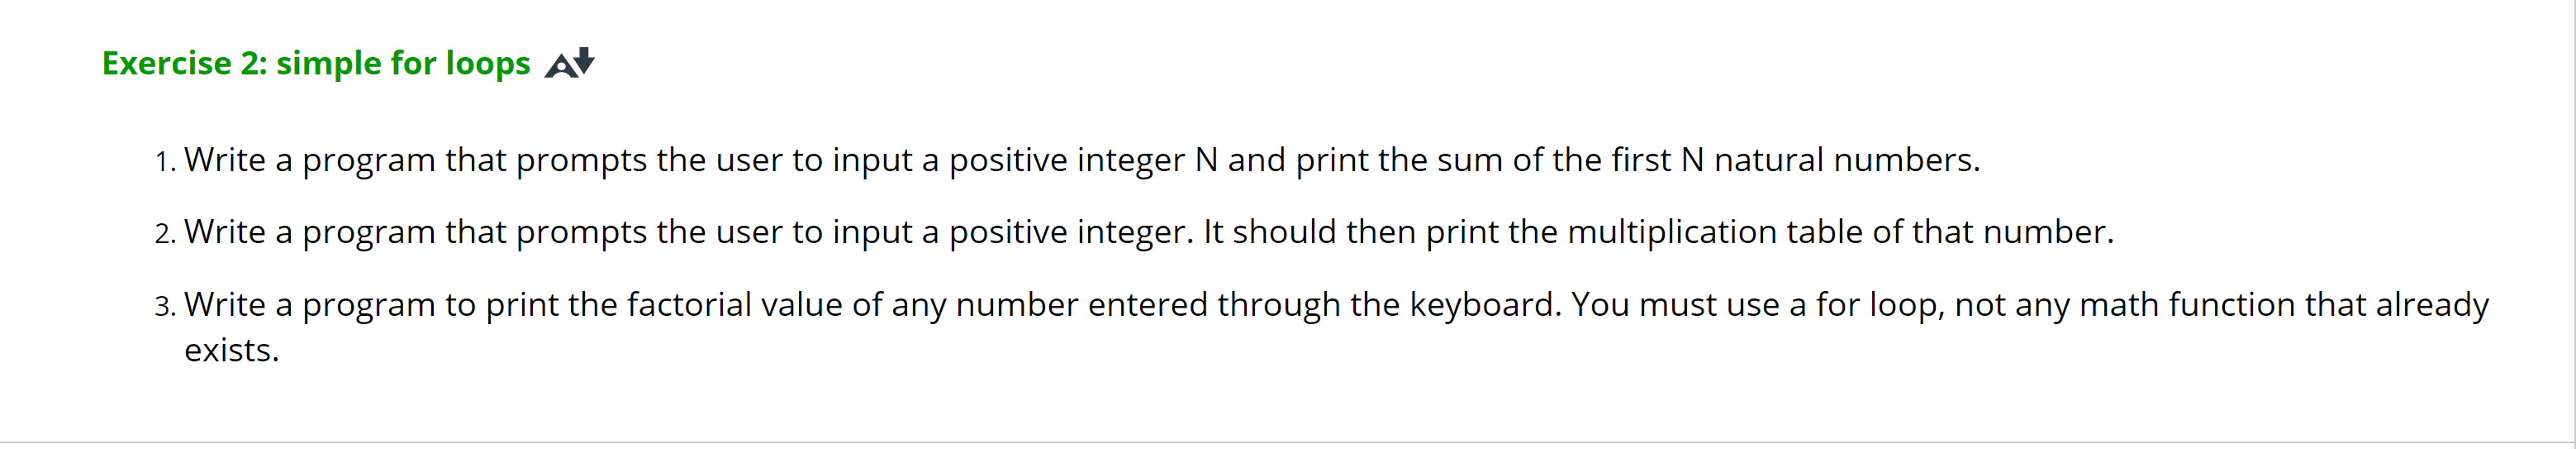 Exercise 2: simple for loops
1. Write a program that prompts the user to input a positive integer N and print the sum of the first N natural numbers.
2. Write a program that prompts the user to input a positive integer. It should then print the multiplication table of that number.
3. Write a program to print the factorial value of any number entered through the keyboard. You must use a for loop, not any math function that already
exists.